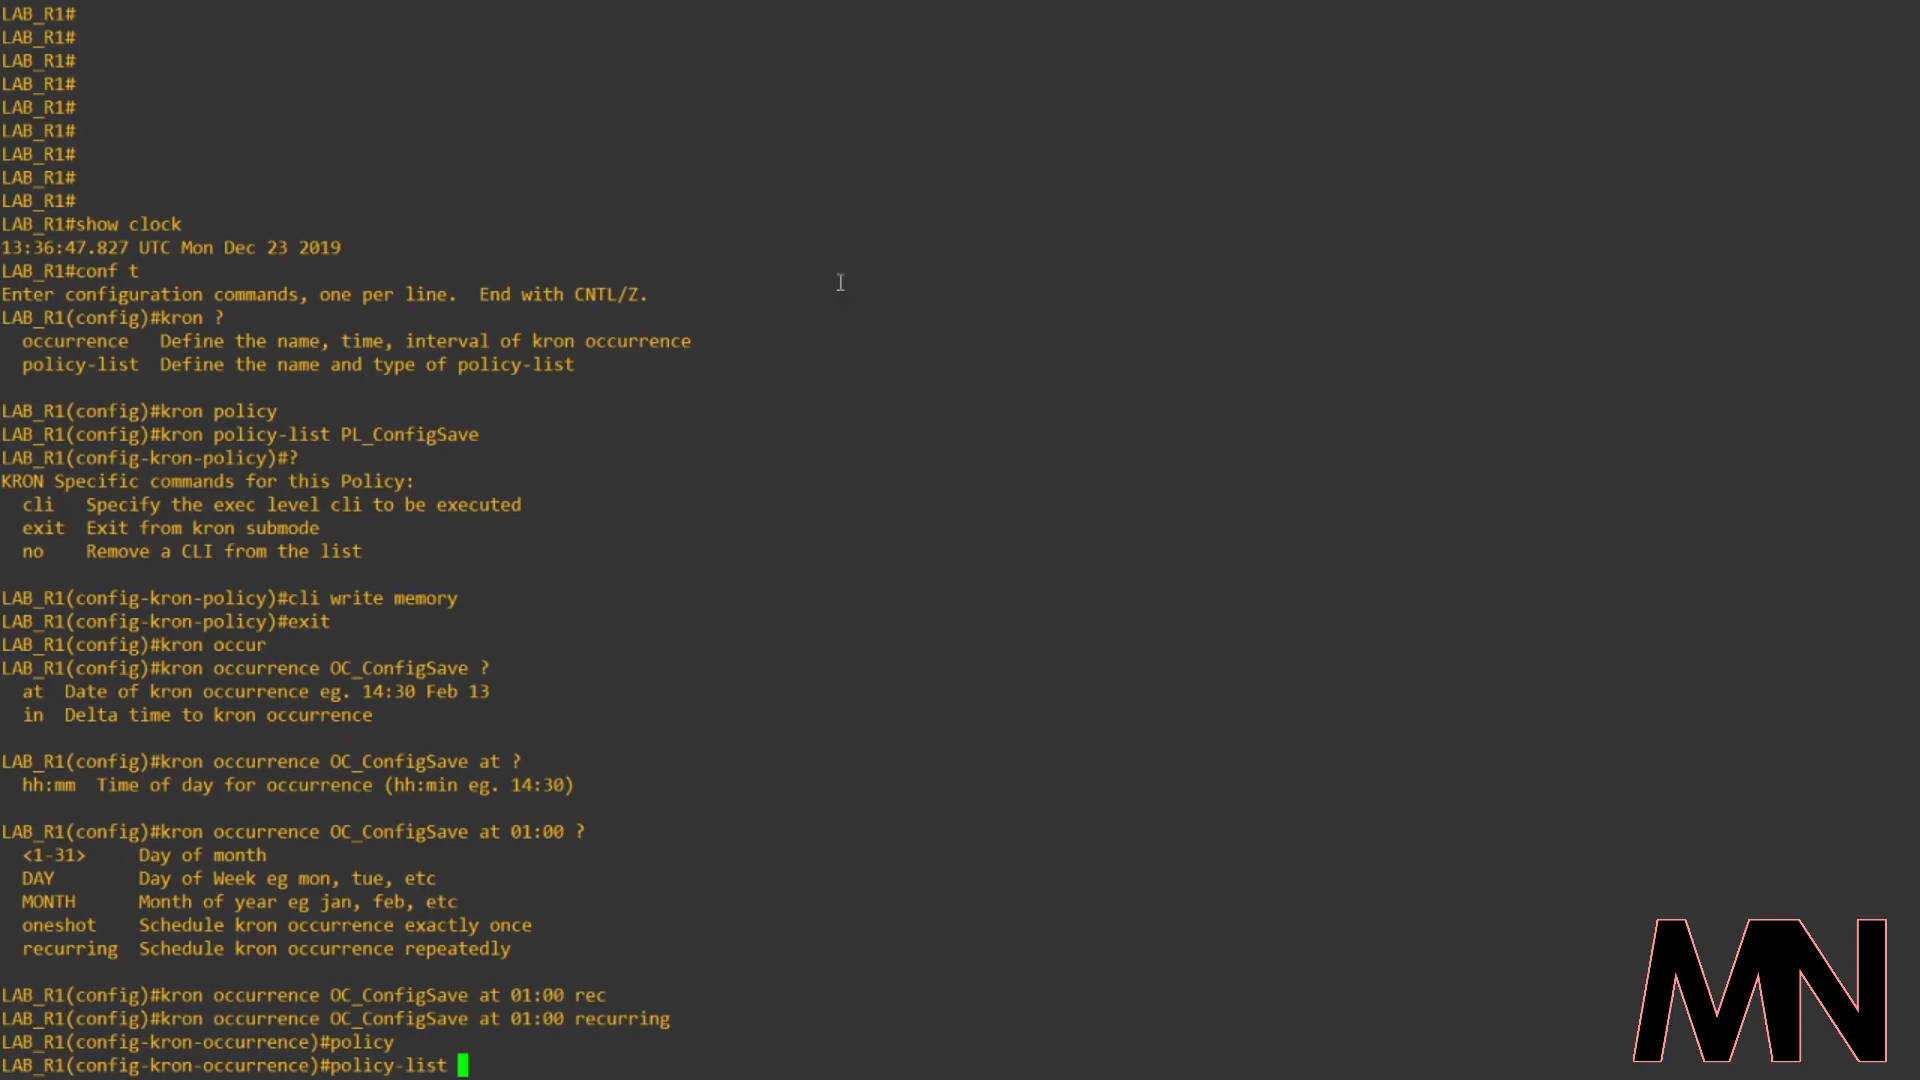 LAB_R1#
LAB_R1#
LAB_R1#
LAB_R1#
LAB_R1#
LAB_R1#
LAB_R1#
LAB_R1#
LAB_R1#
LAB_R1#show clock
13:36:47.827 UTC Mon Dec 23 2019
LAB_R1#conf t
Enter configuration commands, one per line.  End with CNTL/Z.
LAB_R1(config)#kron ?
  occurrence   Define the name, time, interval of kron occurrence
  policy-list  Define the name and type of policy-list

LAB_R1(config)#kron policy
LAB_R1(config)#kron policy-list PL_ConfigSave
LAB_R1(config-kron-policy)#?
KRON Specific commands for this Policy:
  cli   Specify the exec level cli to be executed
  exit  Exit from kron submode
  no    Remove a CLI from the list

LAB_R1(config-kron-policy)#cli write memory
LAB_R1(config-kron-policy)#exit
LAB_R1(config)#kron occur
LAB_R1(config)#kron occurrence OC_ConfigSave ?
  at  Date of kron occurrence eg. 14:30 Feb 13
  in  Delta time to kron occurrence

LAB_R1(config)#kron occurrence OC_ConfigSave at ?
  hh:mm  Time of day for occurrence (hh:min eg. 14:30)

LAB_R1(config)#kron occurrence OC_ConfigSave at 01:00 ?
  <1-31>     Day of month
  DAY        Day of Week eg mon, tue, etc
  MONTH      Month of year eg jan, feb, etc
  oneshot    Schedule kron occurrence exactly once
  recurring  Schedule kron occurrence repeatedly

LAB_R1(config)#kron occurrence OC_ConfigSave at 01:00 rec
LAB_R1(config)#kron occurrence OC_ConfigSave at 01:00 recurring
LAB_R1(config-kron-occurrence)#policy
LAB_R1(config-kron-occurrence)#policy-list
MN